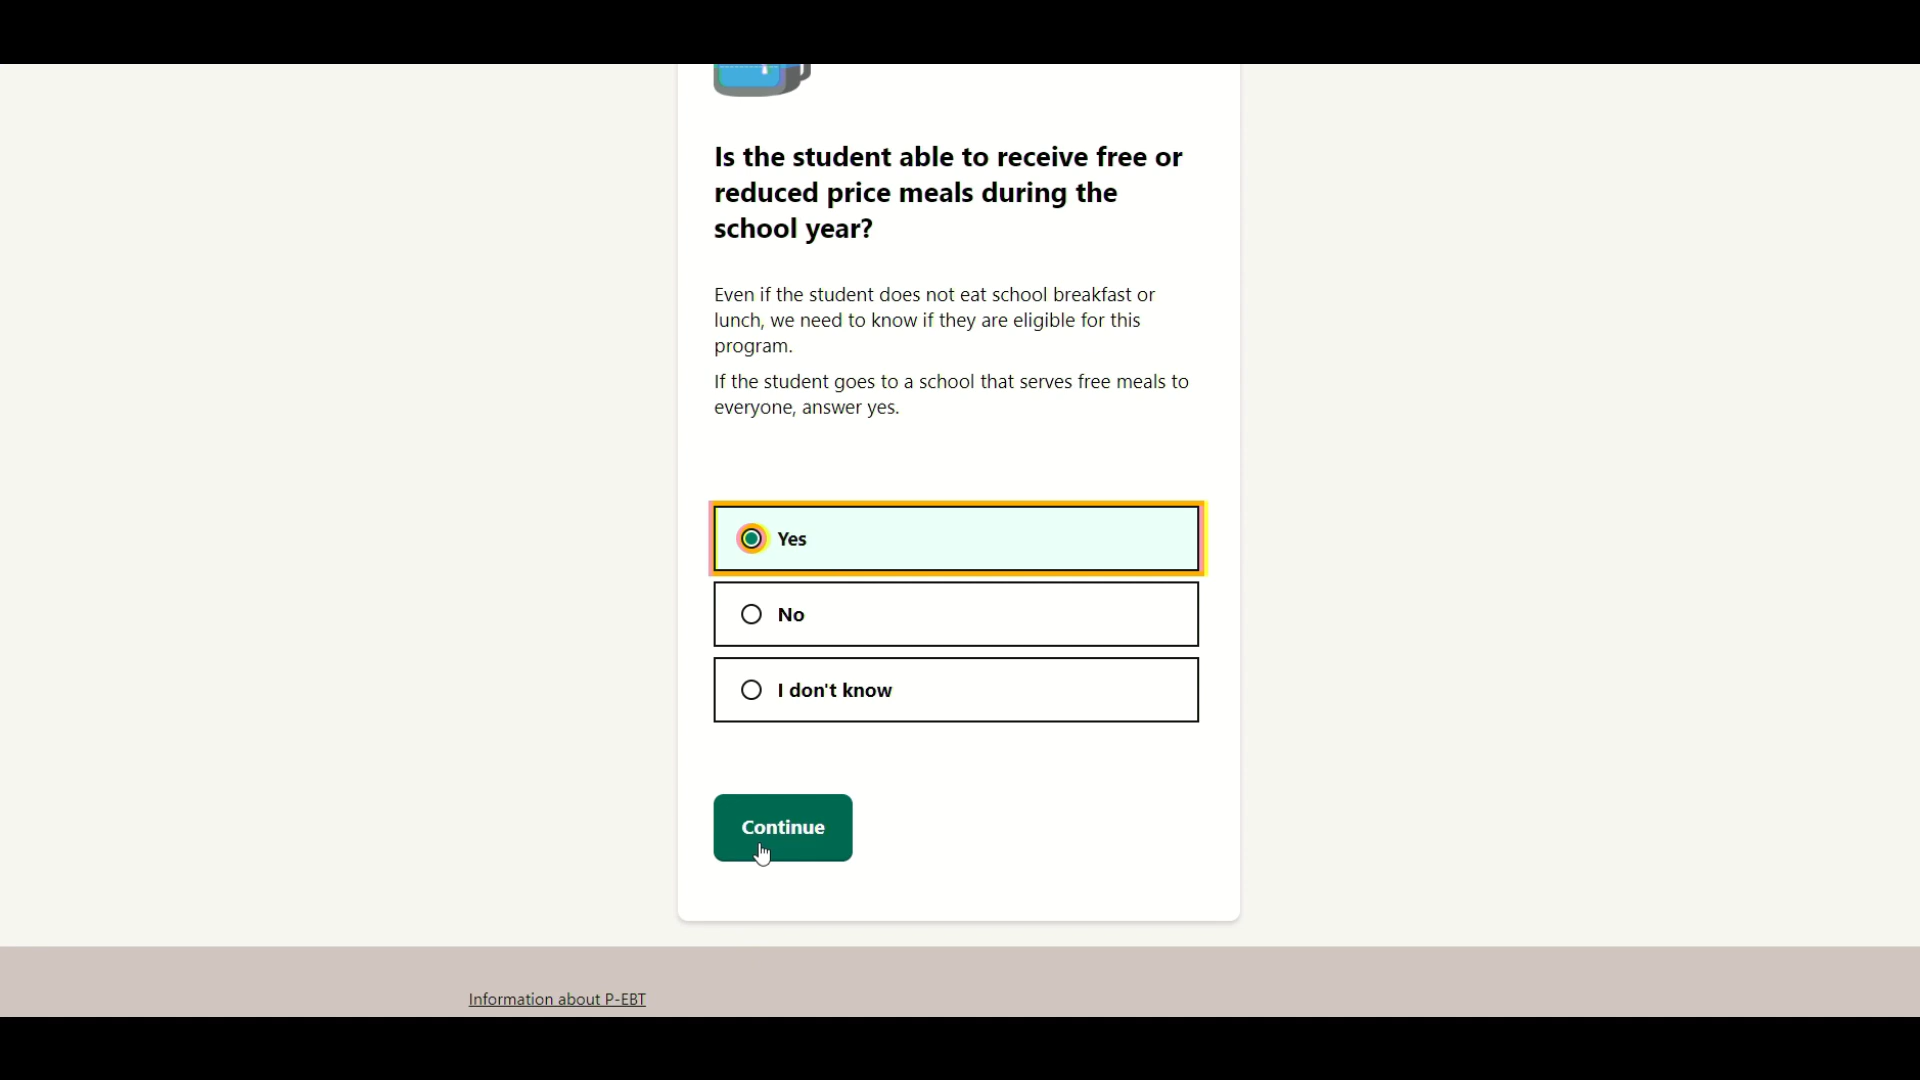 Is the student able to receive free or
reduced price meals during the
school year?
Even if the student does not eat school breakfast or
lunch, we need to know if they are eligible for this
program.
If the student goes to a school that serves free meals to
everyone, answer yes.
Yes
No
I don't know
Continue
Information about P-EBT